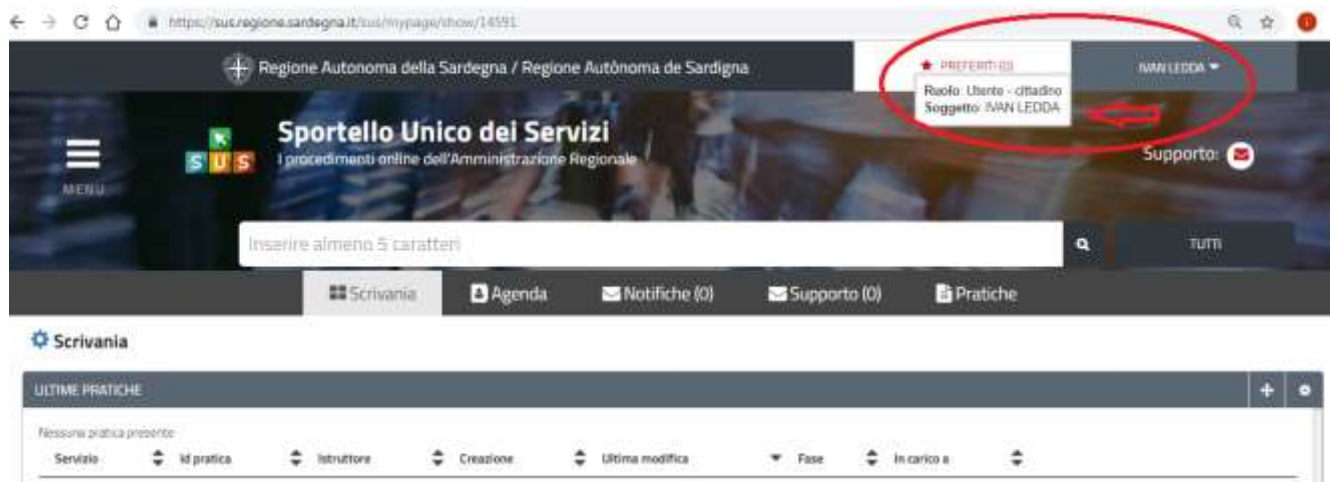 https://sus.regione.sardegna.it/sus/mypage/show/14591
Regione Autonoma della Sardegna / Regione Autònoma de Sardigna
PREFERITI (0)
IVAN LEDDA
Ruolo: Utente - cittadino
Soggetto: IVAN LEDDA
MENU
SUS
Sportello Unico dei Servizi
I procedimenti online dell'Amministrazione Regionale
Supporto:
Inserire almeno 5 caratteri
TUTTI
Scrivania Agenda Notifiche (0) Supporto (0) Pratiche
Scrivania
ULTIME PRATICHE
Nessuna pratica presente
Servizio Id pratica Istruttore Creazione Ultima modifica Fase In carico a